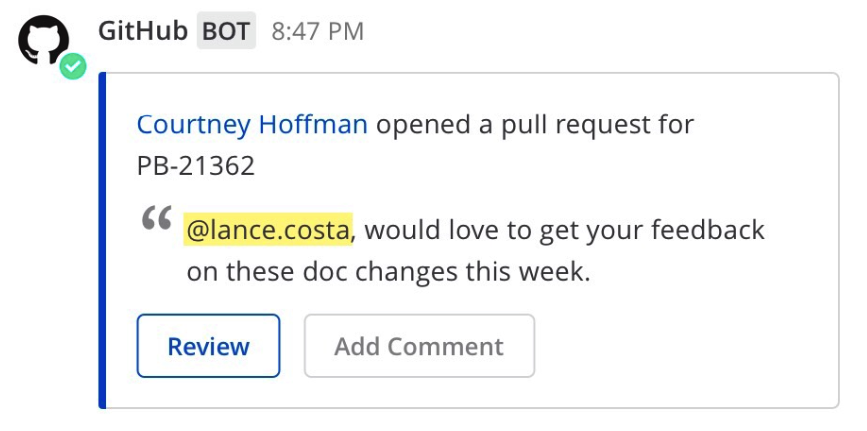 GitHub BOT 8:47 PM
Courtney Hoffman opened a pull request for
PB-21362
“ @lance.costa, would love to get your feedback
on these doc changes this week.
Review Add Comment